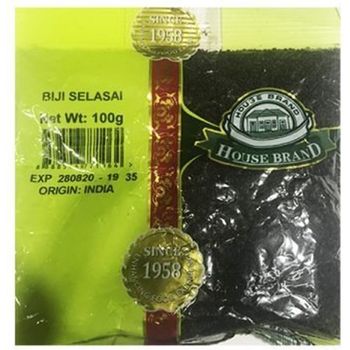 SINCE
1958
BIJI SELASAI
Net Wt: 100g
EXP 280820 - 19 35
ORIGIN: INDIA
HOUSE BRAND
HOUSE BRAND
SINCE
1958